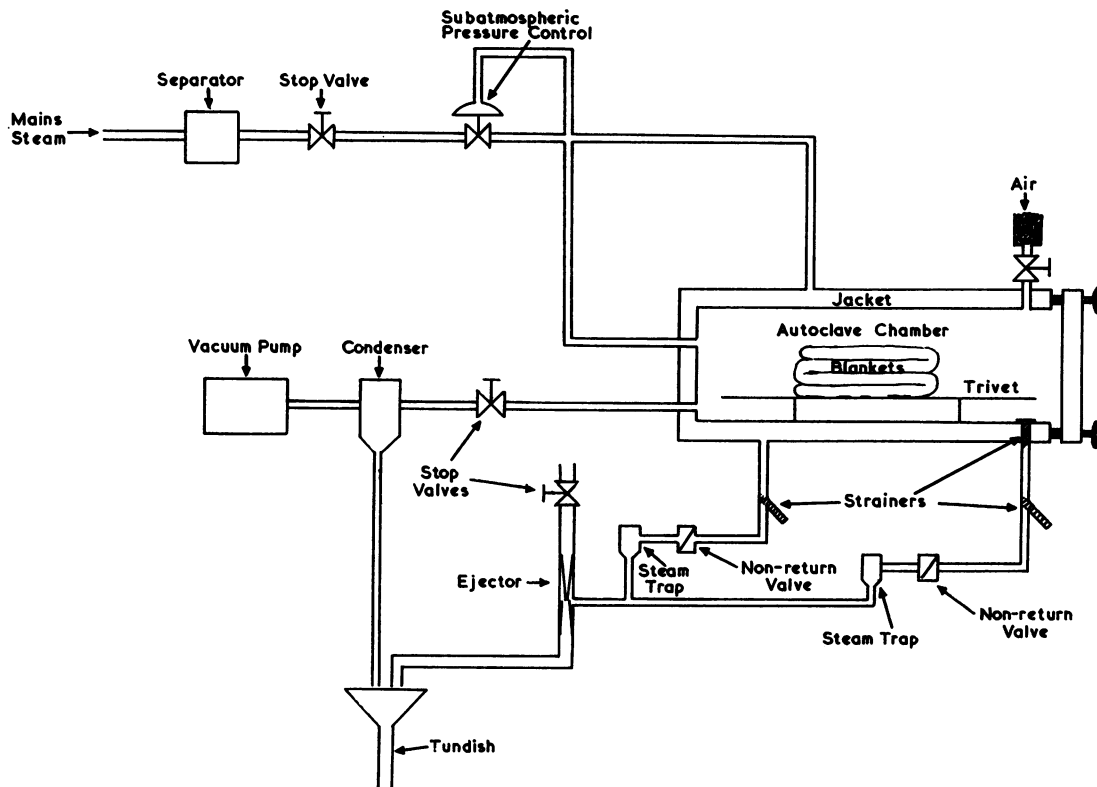 Subatmospheric
Pressure Control
Separator
Stop Valve
Mains
Steam
Air
Jacket
Autoclave Chamber
Blankets
Trivet
Vacuum Pump
Condenser
Stop
Valves
Strainers
Ejector
Steam
Trap
Non-return
Valve
Steam Trap
Non-return
Valve
Tundish